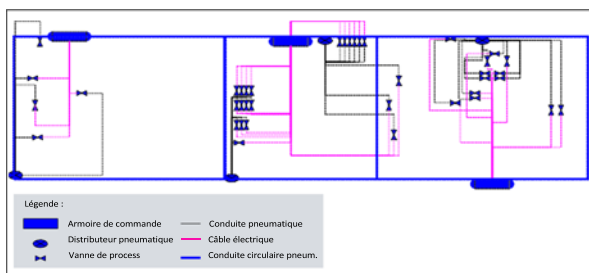 Légende :
Armoire de commande
Conduite pneumatique
Distributeur pneumatique
Câble électrique
Vanne de process
Conduite circulaire pneum.